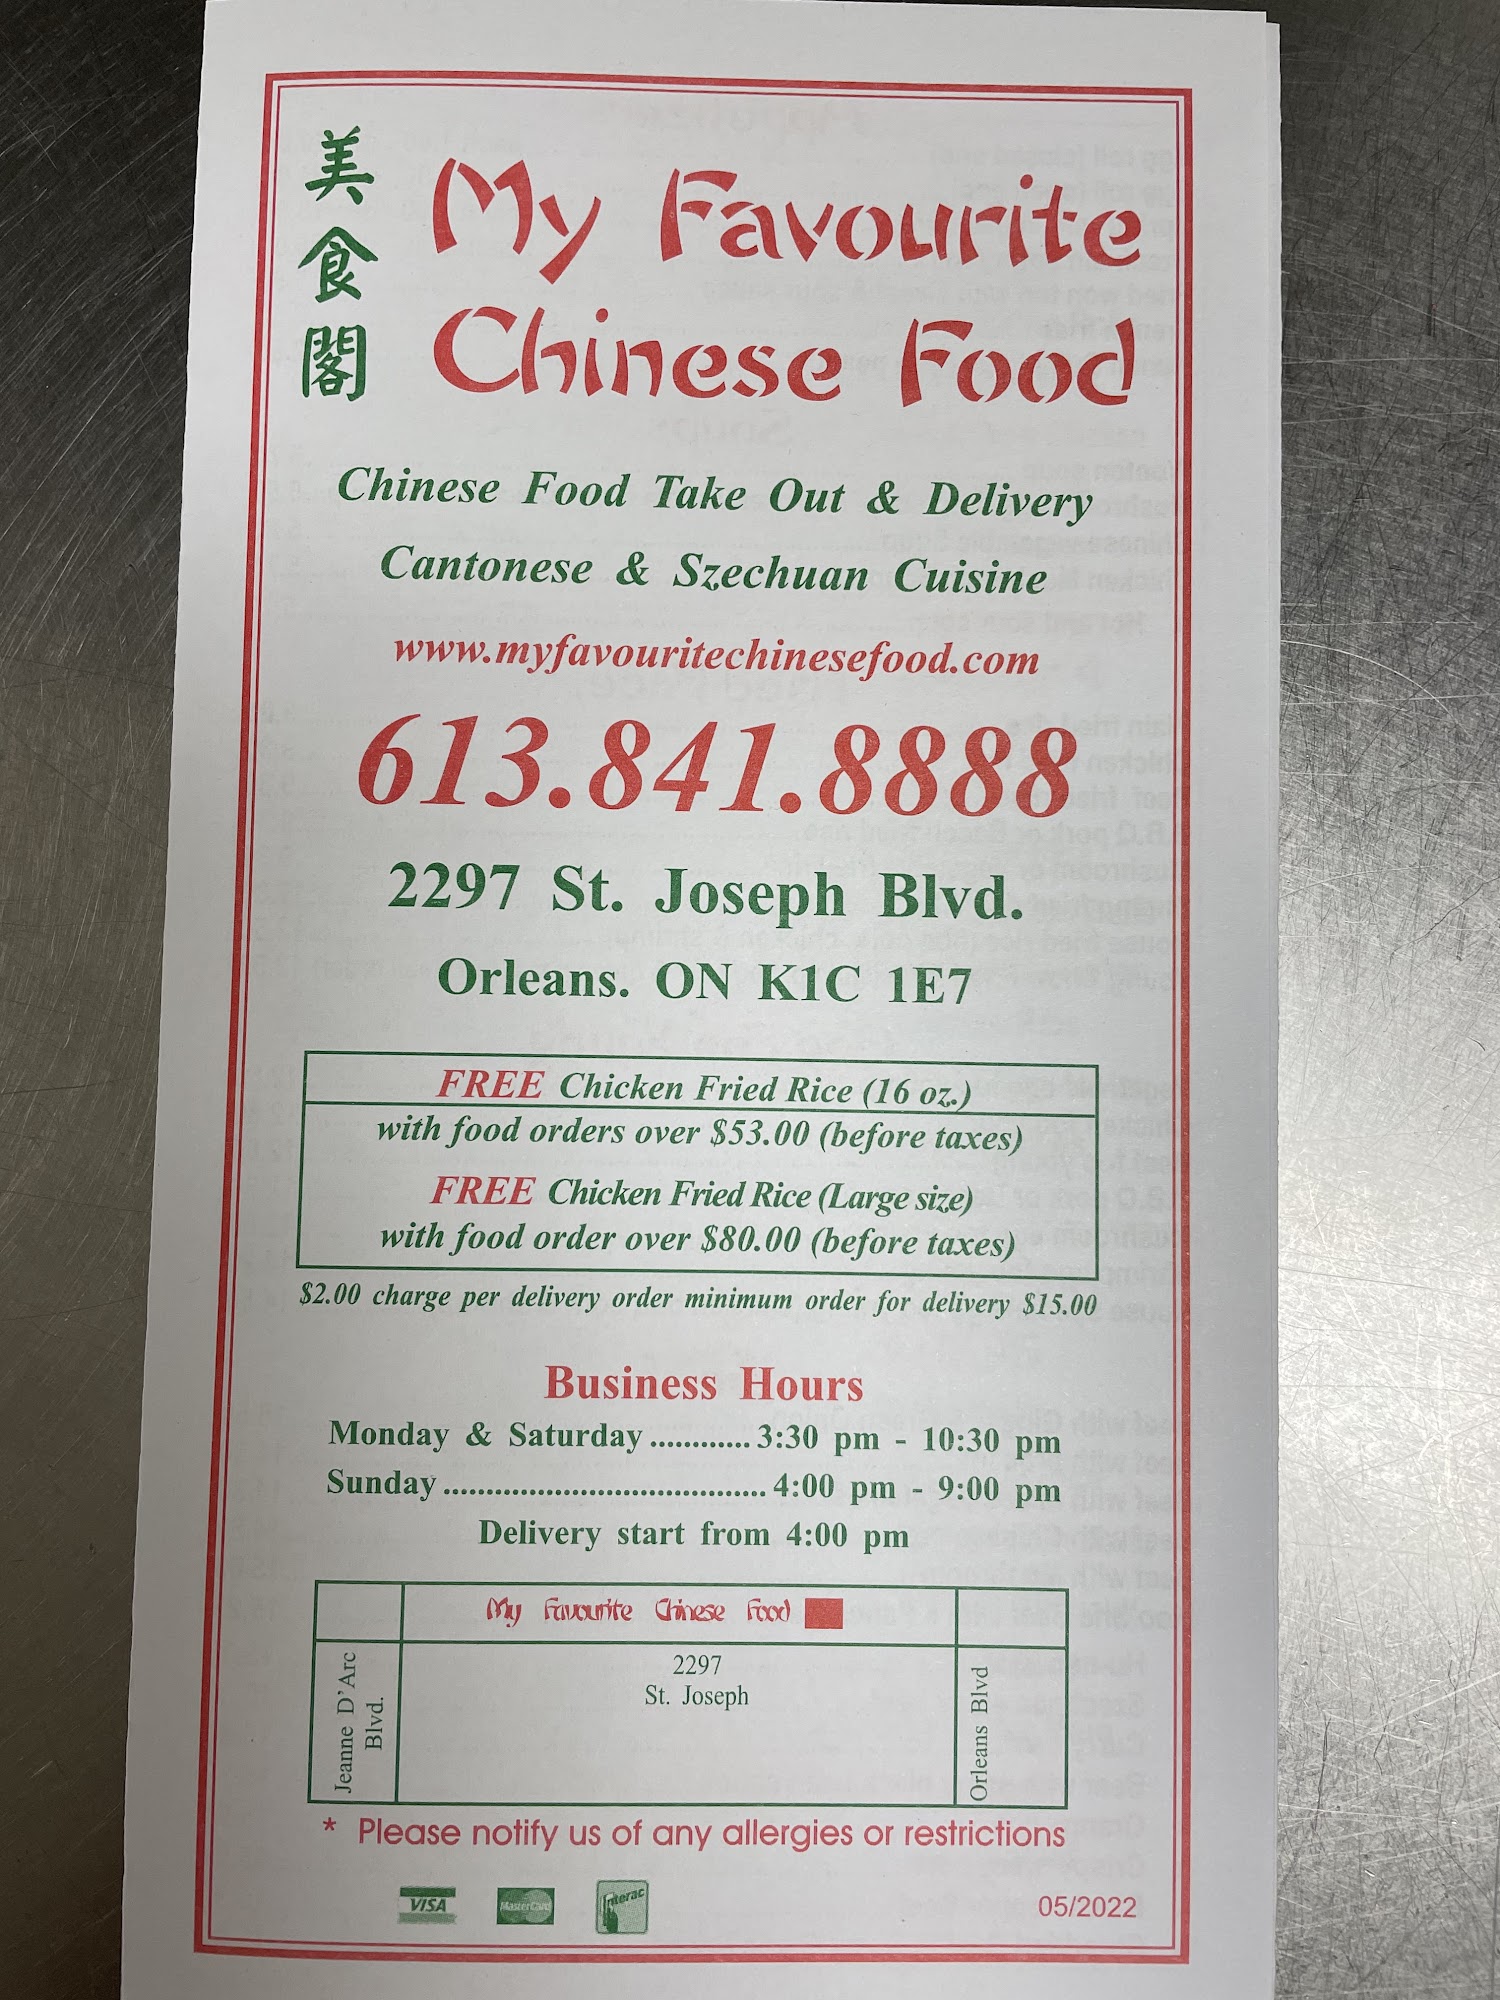 美食閣
My Favourite
Chinese Food
Chinese Food Take Out & Delivery
Cantonese & Szechuan Cuisine
www.myfavouritechinesefood.com
613.841.8888
2297 St. Joseph Blvd.
Orleans. ON K1C 1E7
FREE Chicken Fried Rice (16 oz.)
with food orders over $53.00 (before taxes)
FREE Chicken Fried Rice (Large size)
with food order over $80.00 (before taxes)
$2.00 charge per delivery order minimum order for delivery $15.00
Business Hours
Monday & Saturday ............ 3:30 pm - 10:30 pm
Sunday ...................................... 4:00 pm - 9:00 pm
Delivery start from 4:00 pm
My Favourite Chinese Food
2297
St. Joseph
Jeanne D'Arc
Blvd.
Orleans Blvd
* Please notify us of any allergies or restrictions
VISA
MasterCard
Interac
05/2022